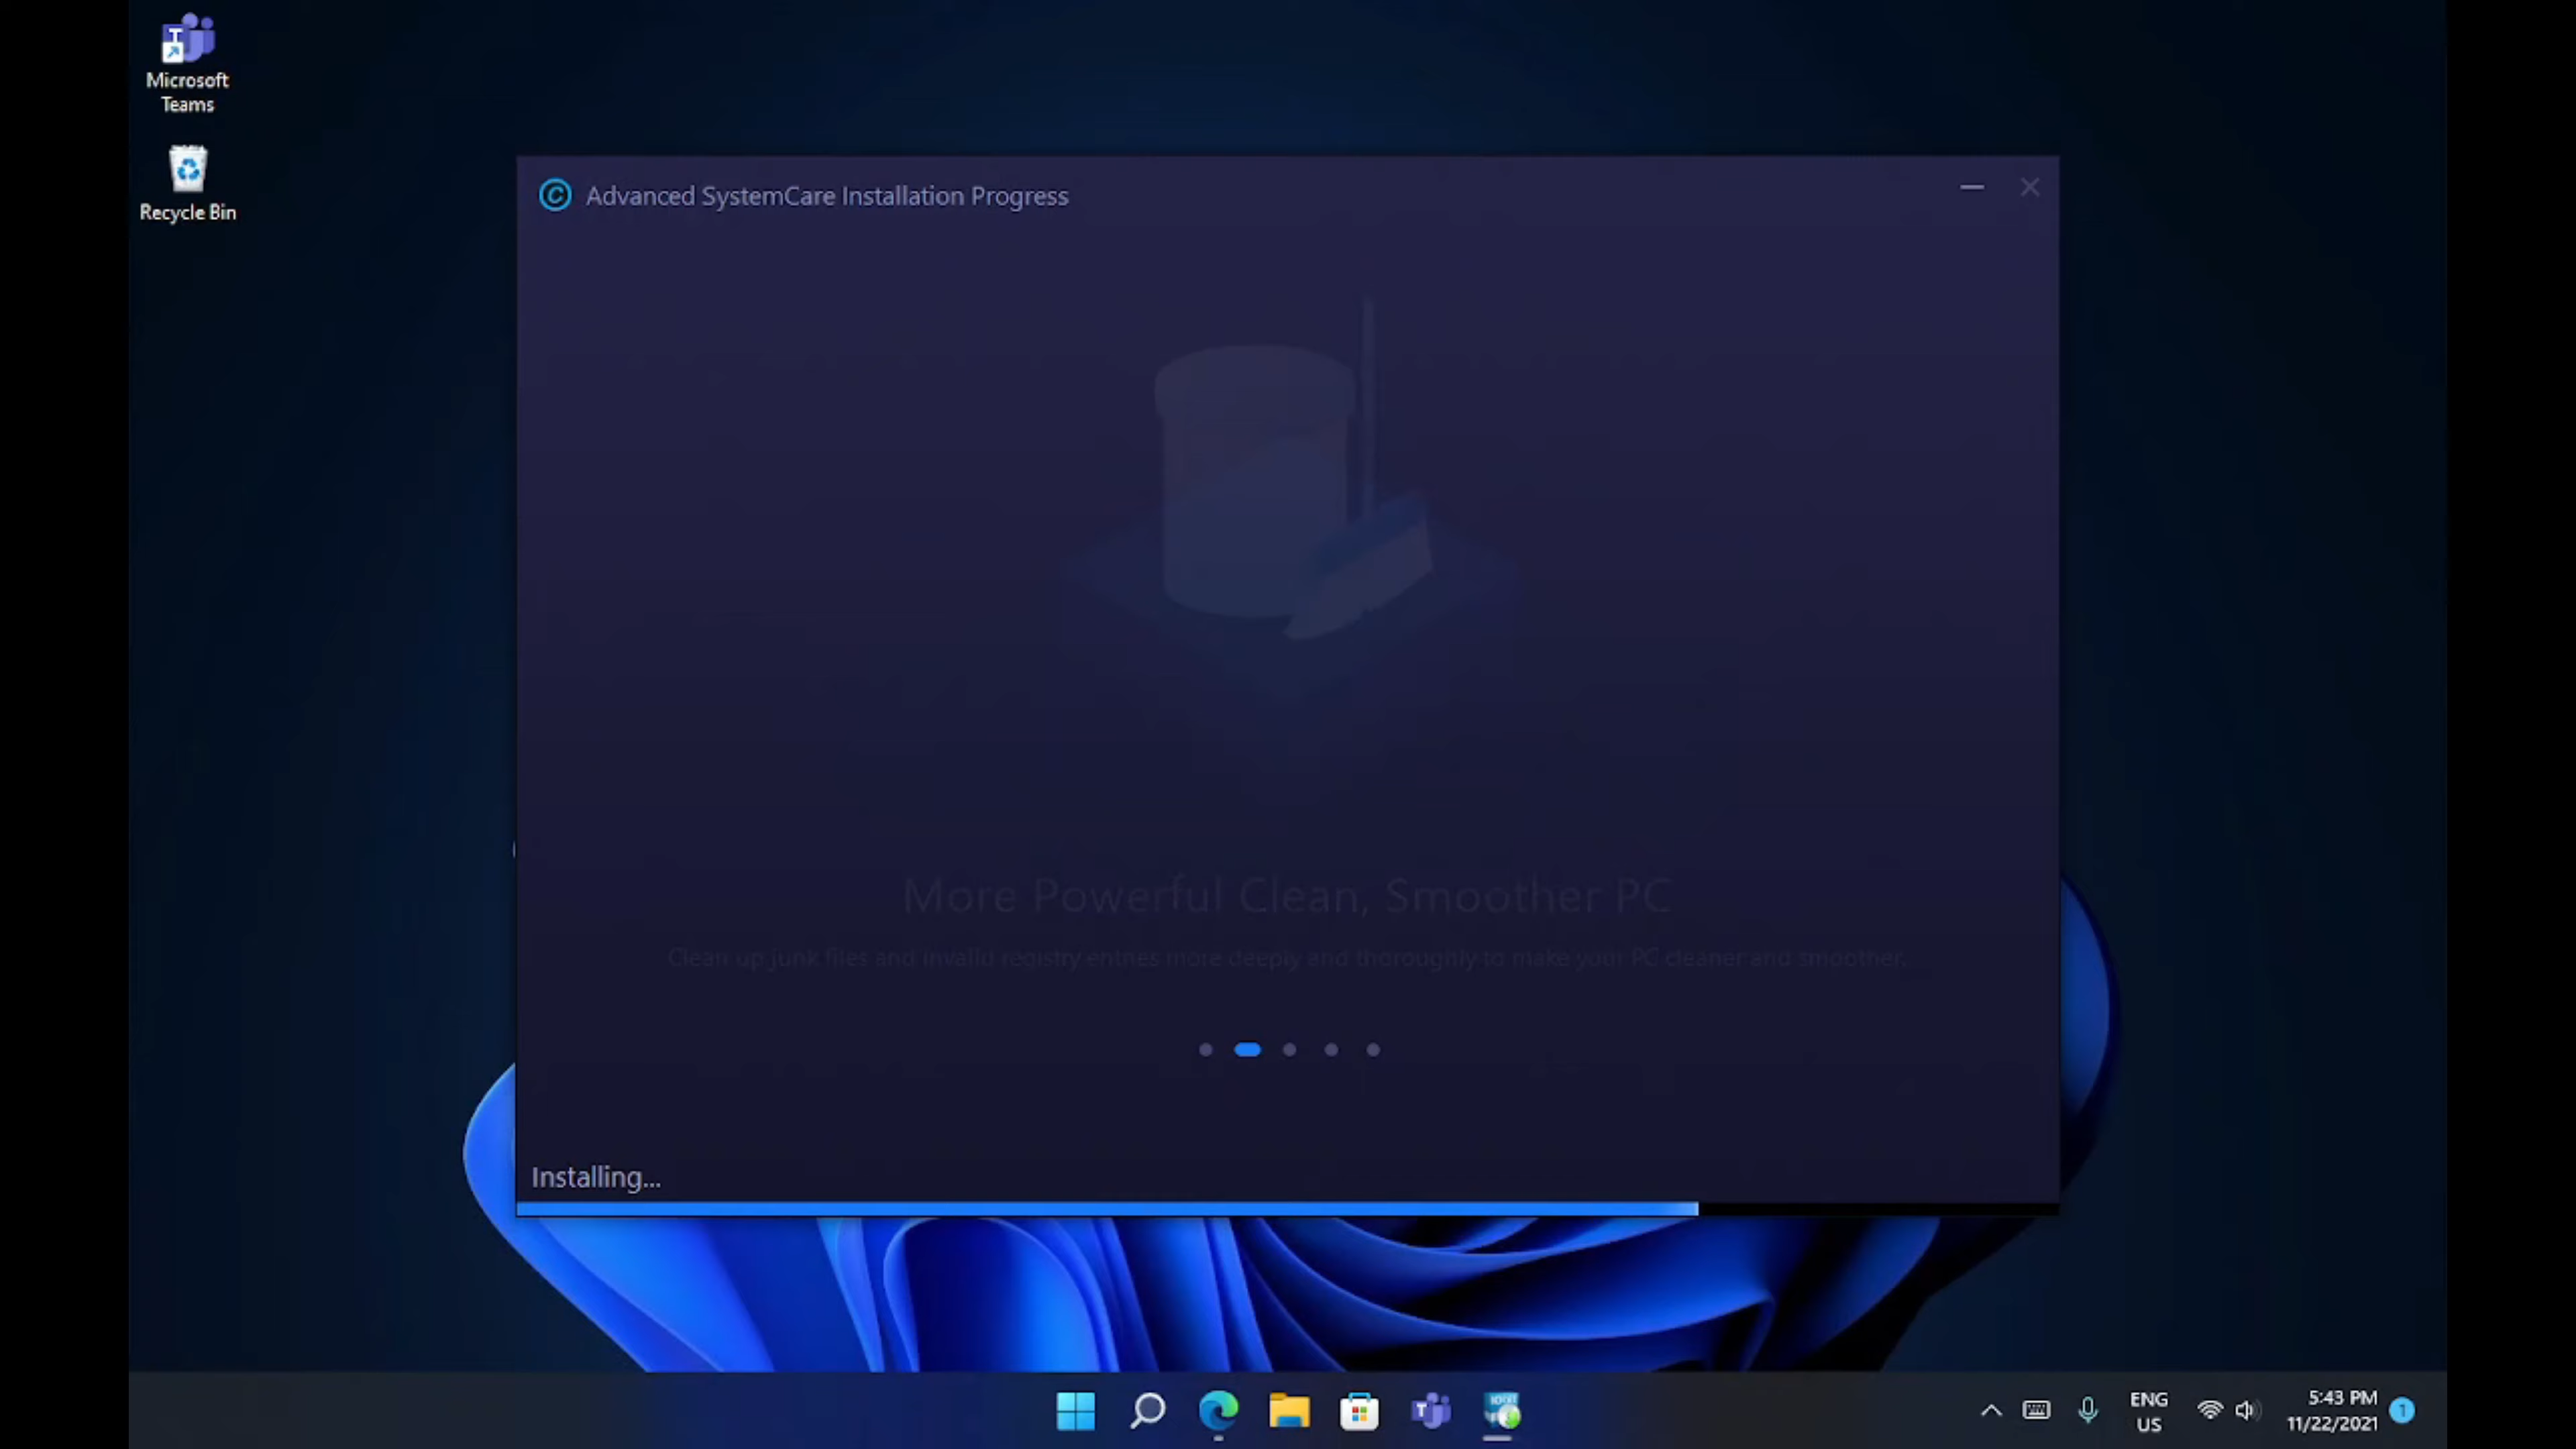 Microsoft
Teams
Recycle Bin
Advanced SystemCare Installation Progress
More Powerful Clean, Smoother PC
Clean up junk files and invalid registry entries more deeply and thoroughly to make your PC cleaner and smoother.
Installing...
ENG
US
5:43 PM
11/22/2021
1